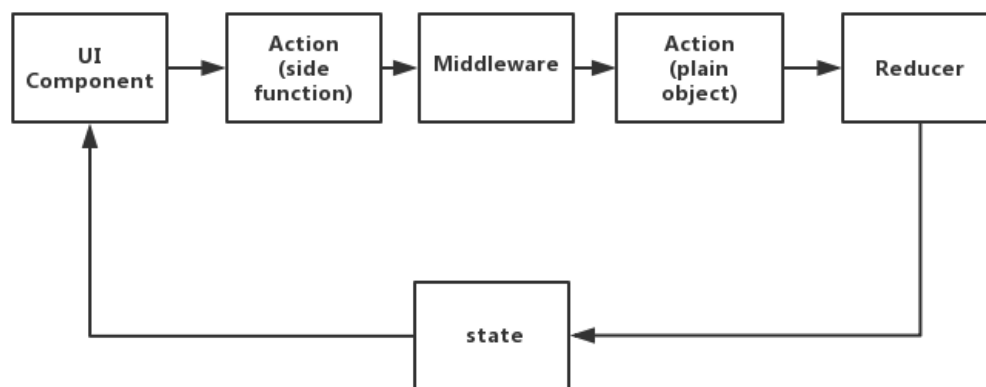 UI
Component
Action
(side
function)
Middleware
Action
(plain
object)
Reducer
state